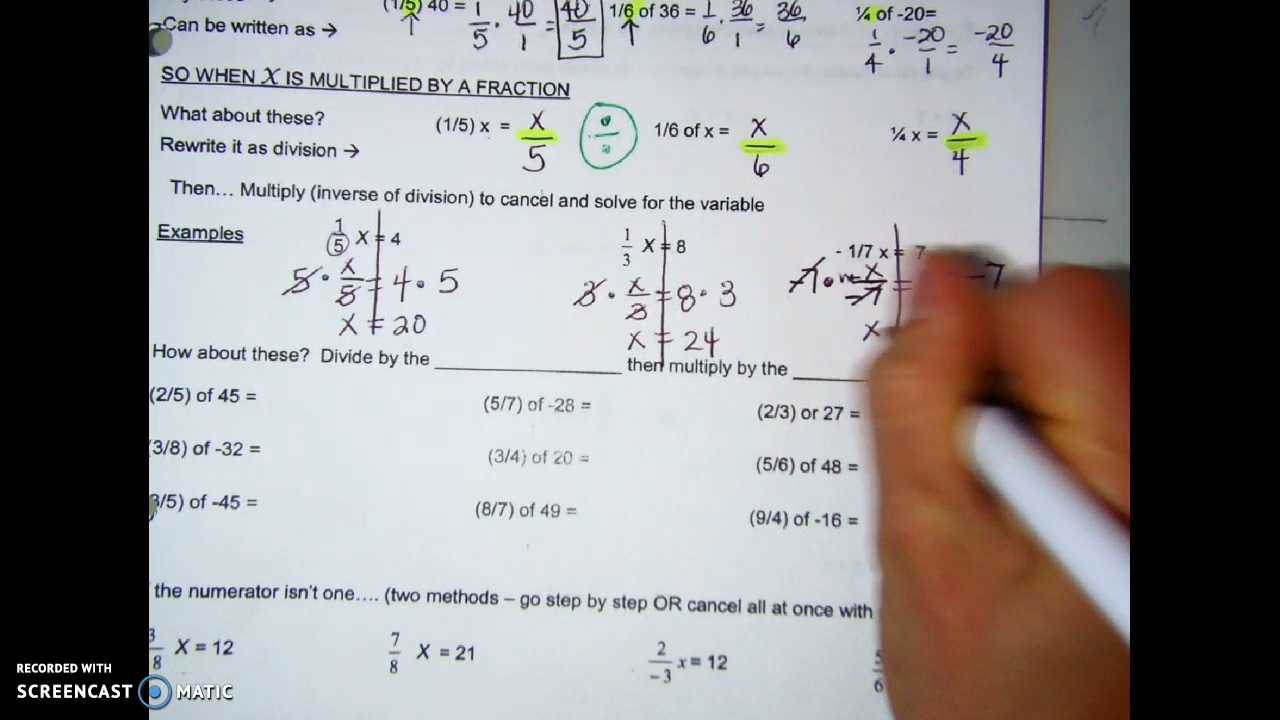 (1/5) 40 = 1/5 · 40/1 = 40/5 1/6 of 36 = 1/6 · 36/1 = 36/6 ¼ of -20=
Can be written as → 1/4 · -20/1 = -20/4
SO WHEN X IS MULTIPLIED BY A FRACTION
What about these? (1/5) x = x/5 1/6 of x = x/6 ¼ x = x/4
Rewrite it as division →
Then… Multiply (inverse of division) to cancel and solve for the variable
Examples 1/5 X = 4 1/3 X = 8 - 1/7 x = 7
5 · x/5 = 4 · 5 3 · x/3 = 8 · 3 -7 · x/-7 = -7
x = 20 x = 24 x
How about these? Divide by the ____________ then multiply by the
(2/5) of 45 = (5/7) of -28 = (2/3) or 27 =
(3/8) of -32 = (3/4) of 20 = (5/6) of 48 =
3/5) of -45 = (8/7) of 49 = (9/4) of -16 =
the numerator isn't one…. (two methods – go step by step OR cancel all at once with
3/8 X = 12 7/8 X = 21 2/-3 x = 12 5/6
RECORDED WITH
SCREENCAST MATIC